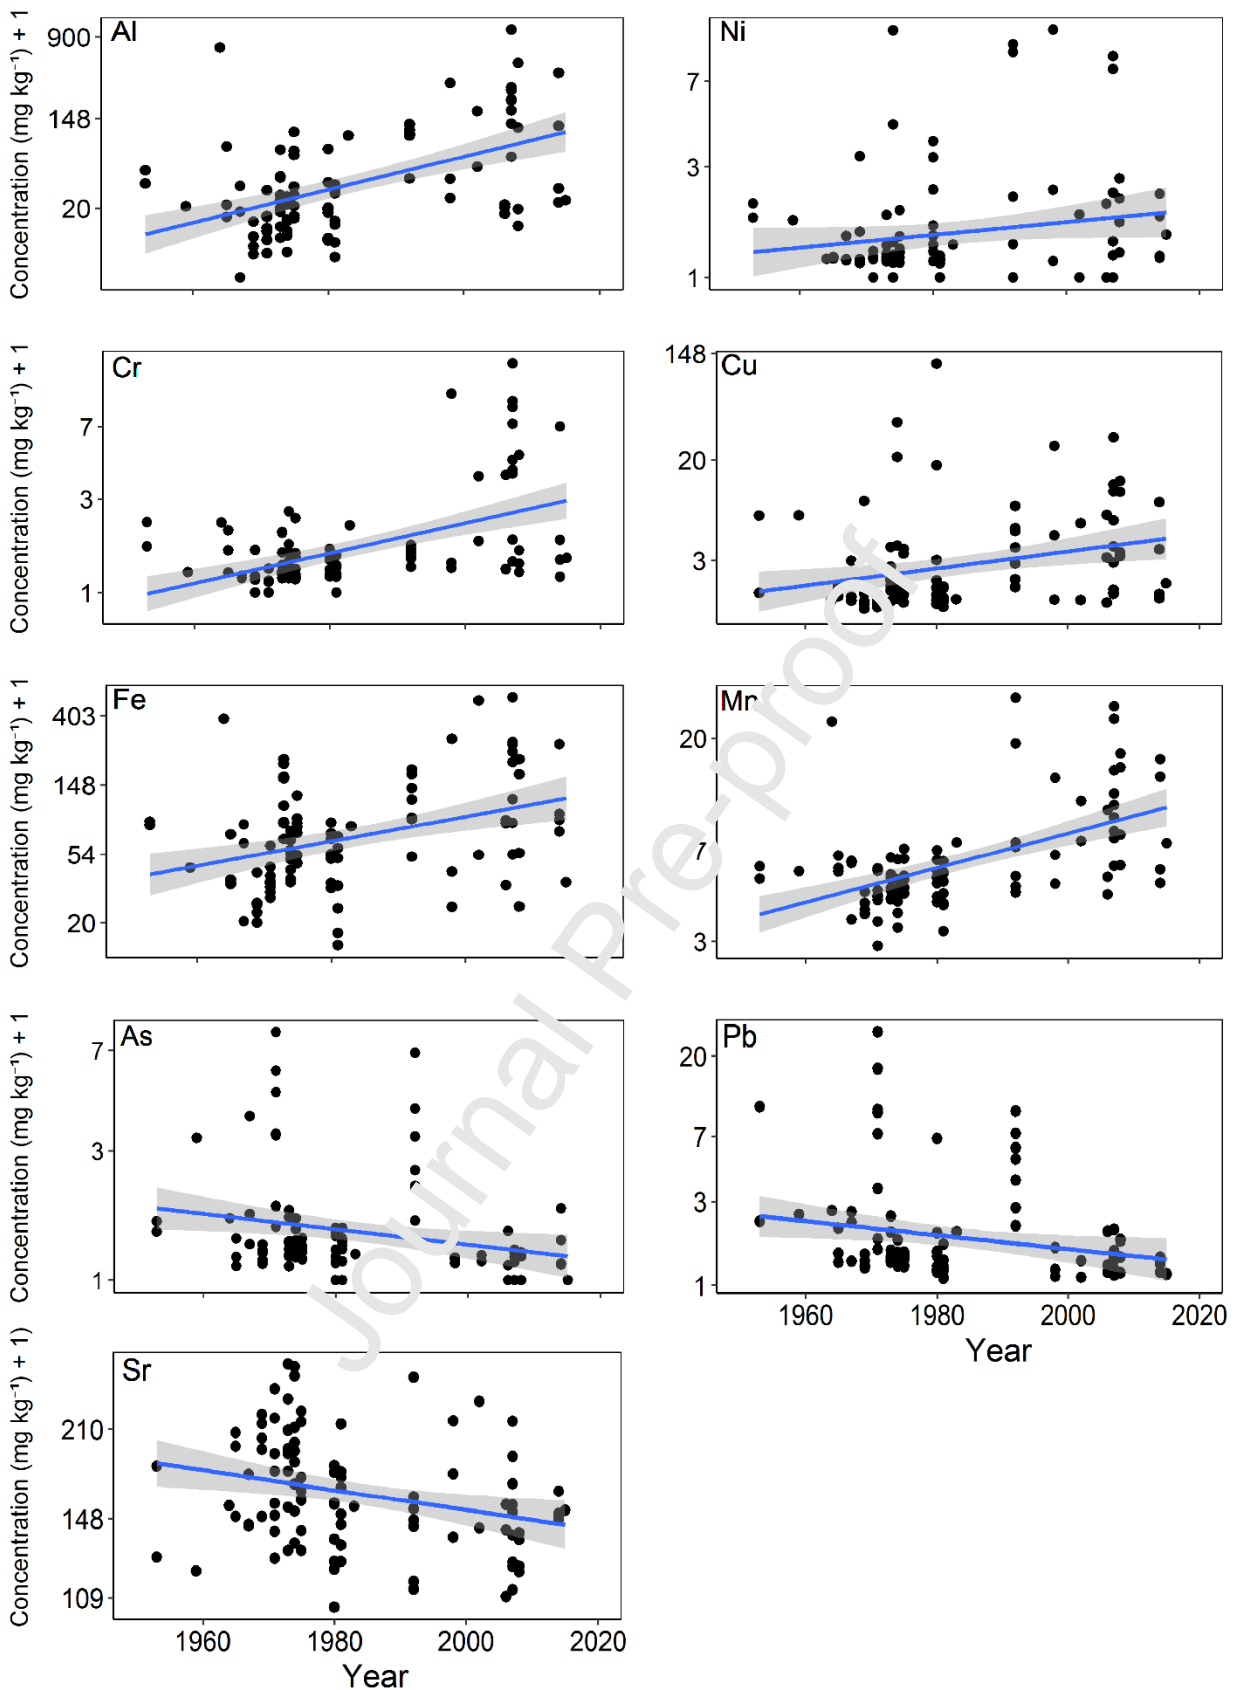 Al
Ni
Concentration (mg kg⁻¹) + 1
900
148
20
7
3
1
Cr
Cu
Concentration (mg kg⁻¹) + 1
7
3
1
148
20
3
Fe
Mn
Concentration (mg kg⁻¹) + 1
403
148
54
20
20
7
3
As
Pb
Concentration (mg kg⁻¹) + 1
7
3
1
20
7
3
1
1960 1980 2000 2020
Year
Sr
Concentration (mg kg⁻¹) + 1)
210
148
109
1960 1980 2000 2020
Year
Journal Pre-proof